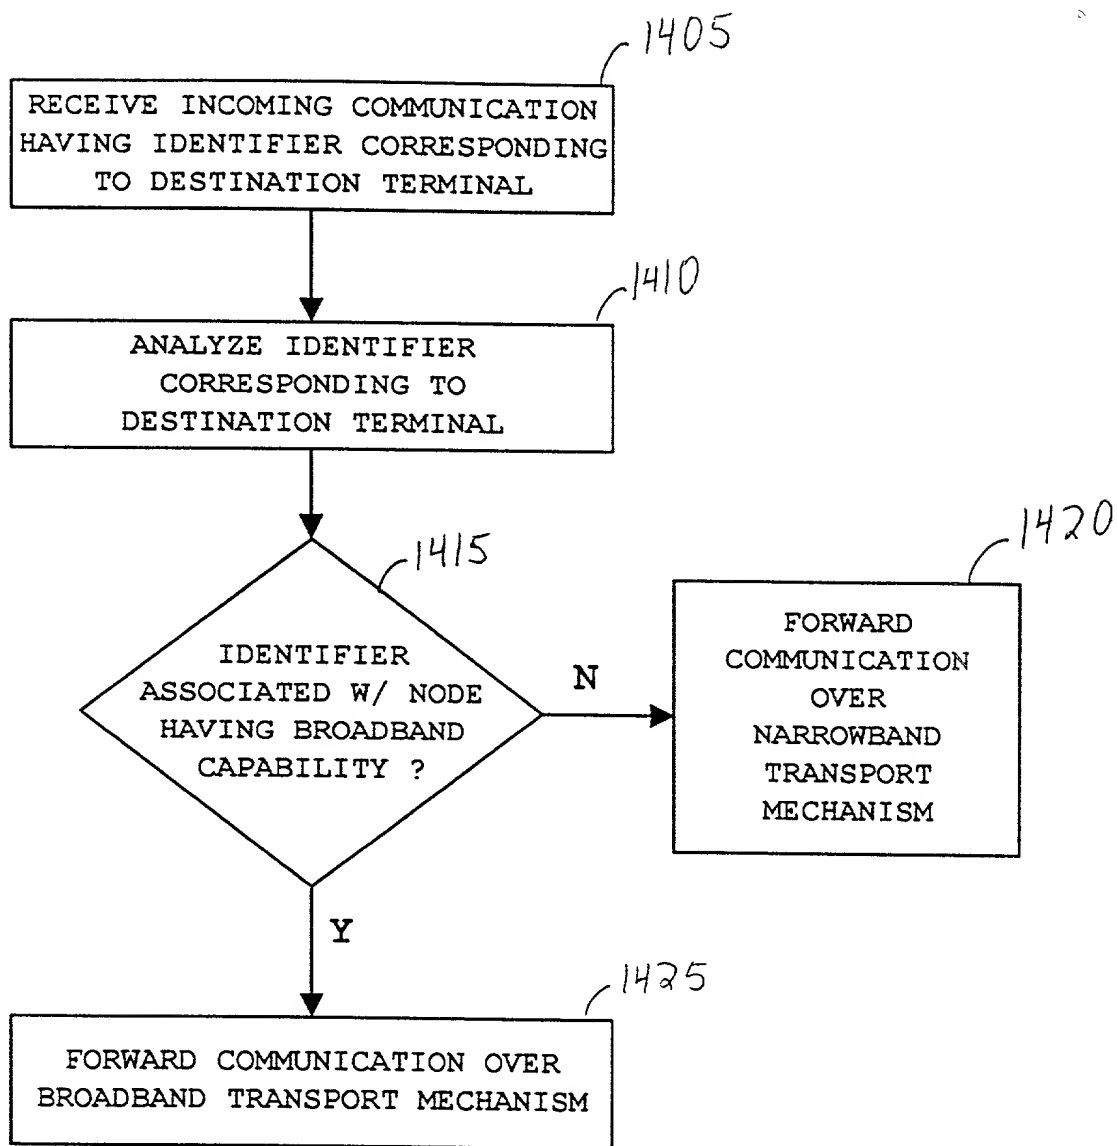 1405
RECEIVE INCOMING COMMUNICATION
HAVING IDENTIFIER CORRESPONDING
TO DESTINATION TERMINAL
1410
ANALYZE IDENTIFIER
CORRESPONDING TO
DESTINATION TERMINAL
1415
IDENTIFIER
ASSOCIATED W/ NODE
HAVING BROADBAND
CAPABILITY ?
N
1420
FORWARD
COMMUNICATION
OVER
NARROWBAND
TRANSPORT
MECHANISM
Y
1425
FORWARD COMMUNICATION OVER
BROADBAND TRANSPORT MECHANISM